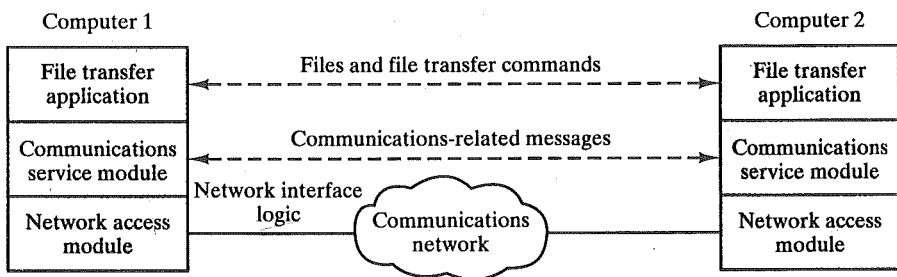 Computer 1
Computer 2
File transfer
application
Files and file transfer commands
File transfer
application
Communications
service module
Communications-related messages
Communications
service module
Network access
module
Network interface
logic
Communications
network
Network access
module